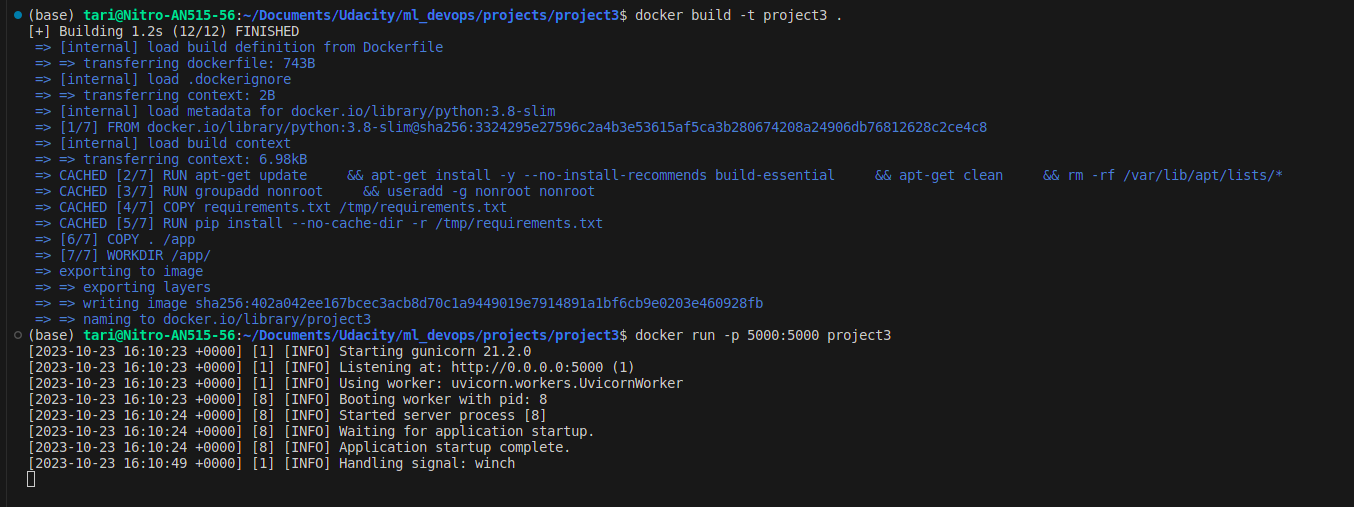 (base) tari@Nitro-AN515-56:~/Documents/Udacity/ml_devops/projects/project3$ docker build -t project3 .
[+] Building 1.2s (12/12) FINISHED
=> [internal] load build definition from Dockerfile
=> => transferring dockerfile: 743B
=> [internal] load .dockerignore
=> => transferring context: 2B
=> [internal] load metadata for docker.io/library/python:3.8-slim
=> [1/7] FROM docker.io/library/python:3.8-slim@sha256:3324295e27596c2a4b3e53615af5ca3b280674208a24906db76812628c2ce4c8
=> [internal] load build context
=> => transferring context: 6.98kB
=> CACHED [2/7] RUN apt-get update     && apt-get install -y --no-install-recommends build-essential     && apt-get clean     && rm -rf /var/lib/apt/lists/*
=> CACHED [3/7] RUN groupadd nonroot     && useradd -g nonroot nonroot
=> CACHED [4/7] COPY requirements.txt /tmp/requirements.txt
=> CACHED [5/7] RUN pip install --no-cache-dir -r /tmp/requirements.txt
=> [6/7] COPY . /app
=> [7/7] WORKDIR /app/
=> exporting to image
=> => exporting layers
=> => writing image sha256:402a042ee167bcec3acb8d70c1a9449019e7914891a1bf6cb9e0203e460928fb
=> => naming to docker.io/library/project3
(base) tari@Nitro-AN515-56:~/Documents/Udacity/ml_devops/projects/project3$ docker run -p 5000:5000 project3
[2023-10-23 16:10:23 +0000] [1] [INFO] Starting gunicorn 21.2.0
[2023-10-23 16:10:23 +0000] [1] [INFO] Listening at: http://0.0.0.0:5000 (1)
[2023-10-23 16:10:23 +0000] [1] [INFO] Using worker: uvicorn.workers.UvicornWorker
[2023-10-23 16:10:23 +0000] [8] [INFO] Booting worker with pid: 8
[2023-10-23 16:10:24 +0000] [8] [INFO] Started server process [8]
[2023-10-23 16:10:24 +0000] [8] [INFO] Waiting for application startup.
[2023-10-23 16:10:24 +0000] [8] [INFO] Application startup complete.
[2023-10-23 16:10:49 +0000] [1] [INFO] Handling signal: winch